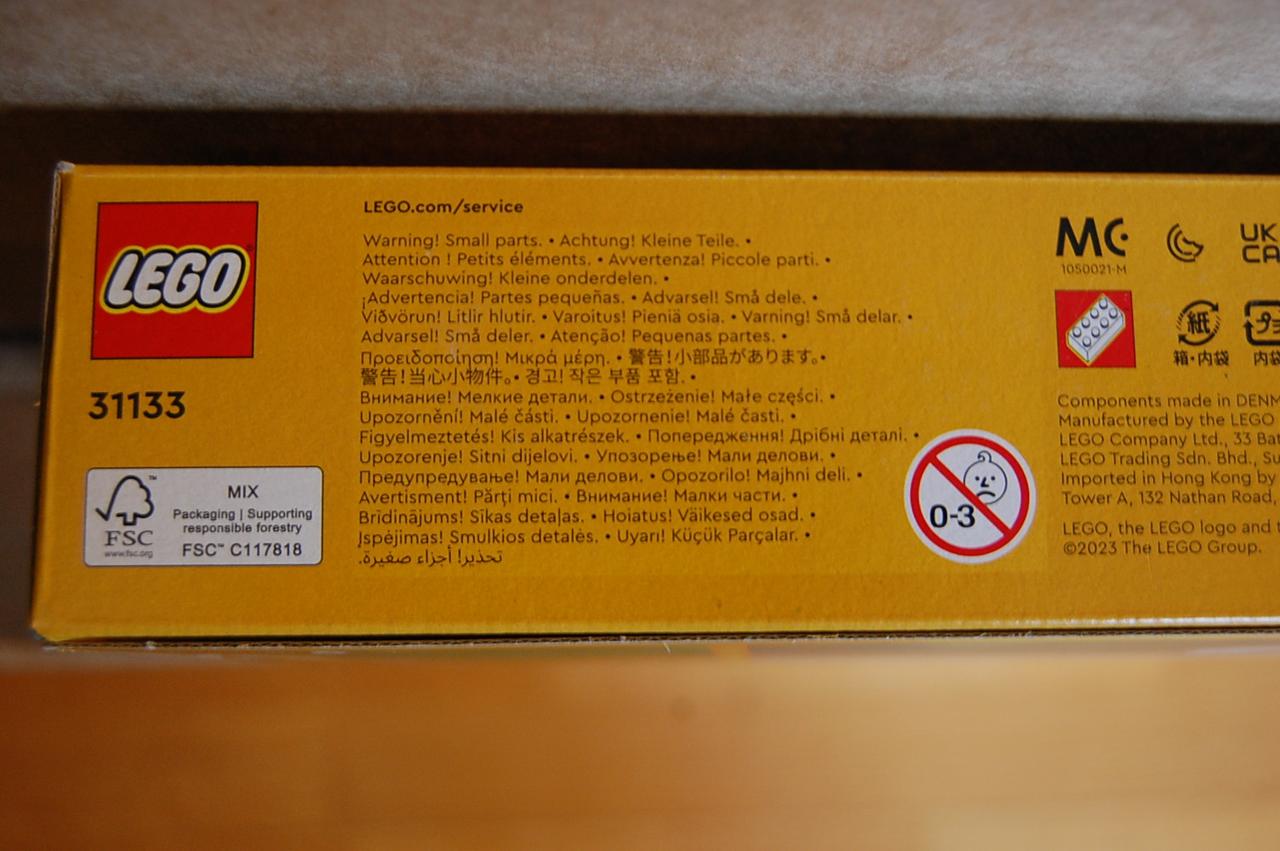 LEGO
31133
FSC
www.fsc.org
MIX
Packaging | Supporting
responsible forestry
FSC™ C117818
LEGO.com/service
Warning! Small parts. • Achtung! Kleine Teile. •
Attention ! Petits éléments. • Avvertenza! Piccole parti. •
Waarschuwing! Kleine onderdelen. •
¡Advertencia! Partes pequeñas. • Advarsel! Små dele. •
Viðvörun! Litlir hlutir. • Varoitus! Pieniä osia. • Varning! Små delar. •
Advarsel! Små deler. • Atenção! Pequenas partes. •
Προειδοποίηση! Μικρά μέρη. • 警告!小部品があります。•
警告!当心小物件。• 경고! 작은 부품 포함. •
Внимание! Мелкие детали. • Ostrzeżenie! Małe części. •
Upozornění! Malé části. • Upozornenie! Malé časti. •
Figyelmeztetés! Kis alkatrészek. • Попередження! Дрібні деталі. •
Upozorenje! Sitni dijelovi. • Упозорење! Мали делови. •
Предупредување! Мали делови. • Opozorilo! Majhni deli. •
Avertisment! Părți mici. • Внимание! Малки части. •
Brīdinājums! Sīkas detaļas. • Hoiatus! Väikesed osad. •
Įspėjimas! Smulkios detalės. • Uyarı! Küçük Parçalar. •
تحذير! أجزاء صغيرة.
0-3
MC
1050021-M
UK
CA
紙
箱・内袋
プラ
内袋
Components made in DENM
Manufactured by the LEGO
LEGO Company Ltd., 33 Bat
LEGO Trading Sdn. Bhd., Su
Imported in Hong Kong by
Tower A, 132 Nathan Road,
LEGO, the LEGO logo and
©2023 The LEGO Group.